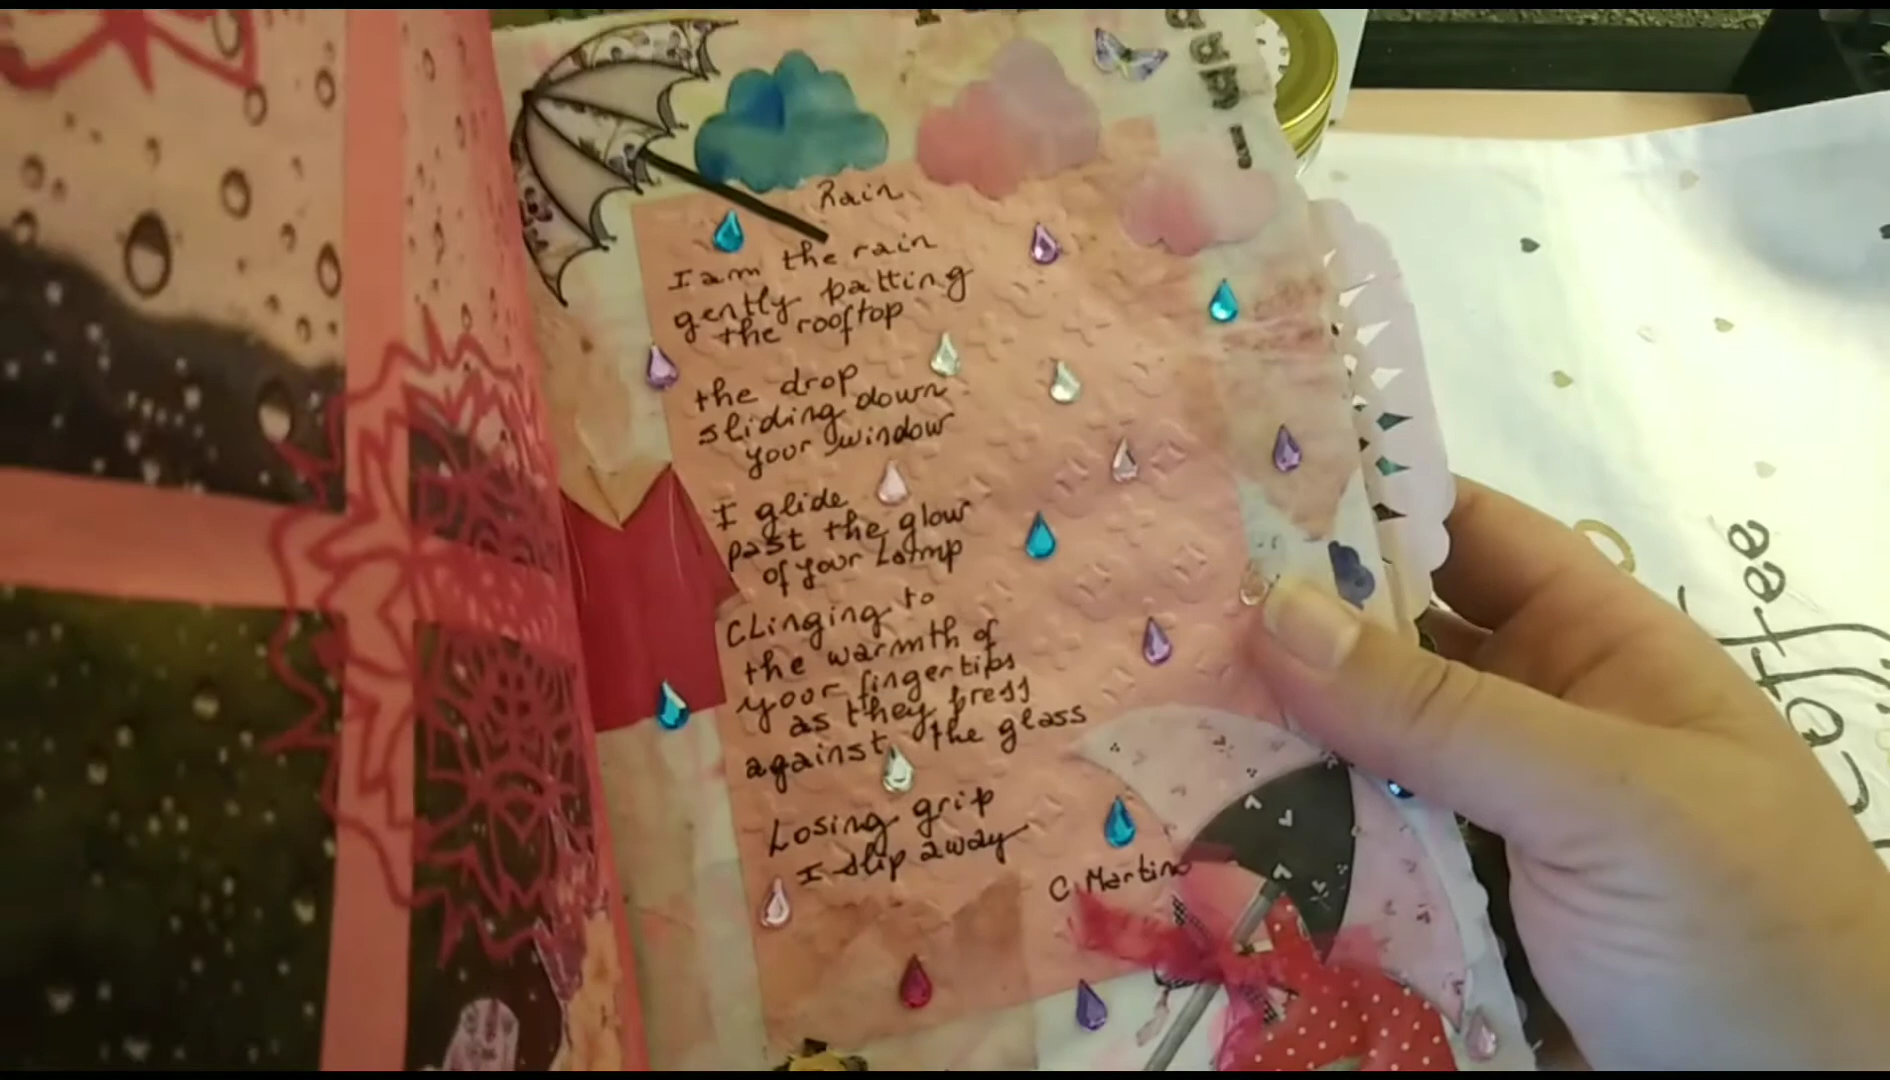 Rain
I am the rain
gently patting
the rooftop
the drop
sliding down
your window
I glide
past the glow
of your Lamp
CLinging to
the warmth of
your fingertips
as they press
against the glass
Losing grip
I slip away
C Martino
Coffee